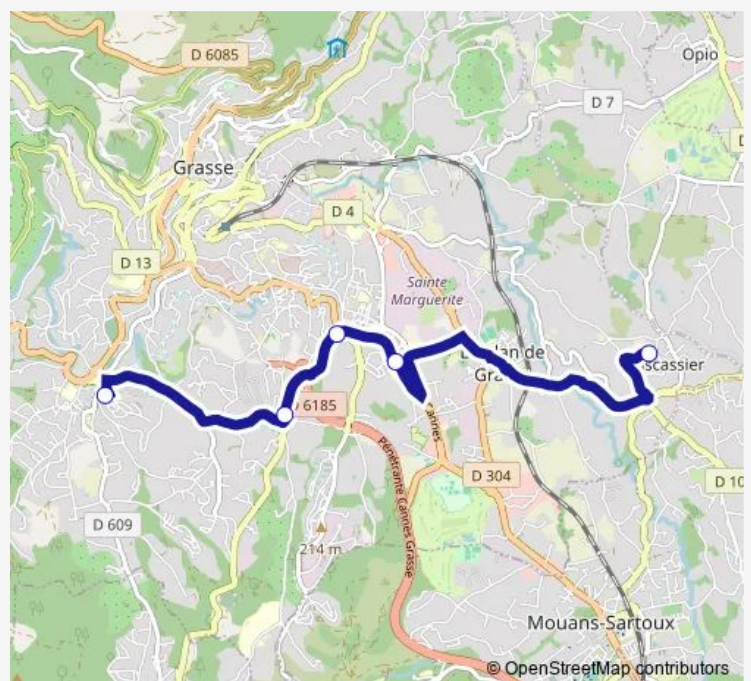 D 6085
Opio
D 7
Grasse
D 4
D 13
Sainte
Marguerite
scassier
D 6185
Cannes
D 304
Pénétrante Cannes Grasse
D 10
D 609
214 m
Mouans-Sartoux
© OpenStreetMap contributors